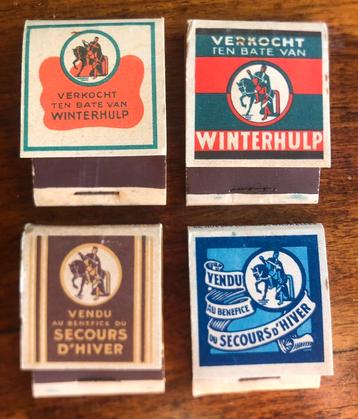 VERKOCHT
TEN BATE VAN
WINTERHULP
VERKOCHT
TEN BATE VAN
WINTERHULP
VENDU
AU BENEFICE DU
SECOURS
D'HIVER
VENDU
AU BENEFICE
DU SECOURS D'HIVER